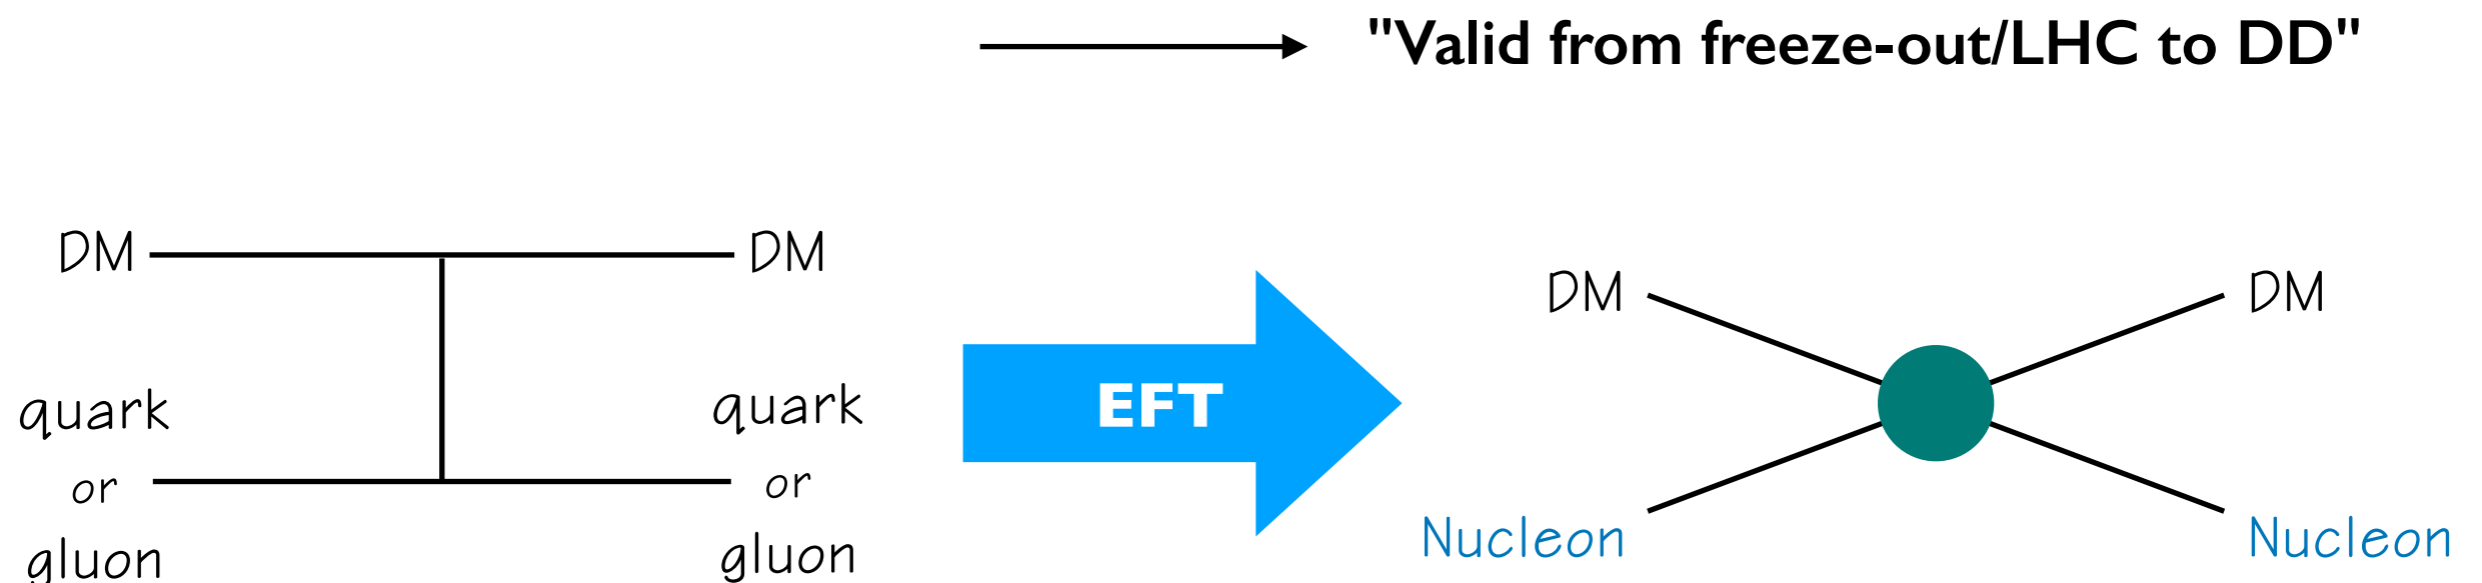 "Valid from freeze-out/LHC to DD"
DM
DM
quark
or
gluon
quark
or
gluon
EFT
DM
DM
Nucleon
Nucleon